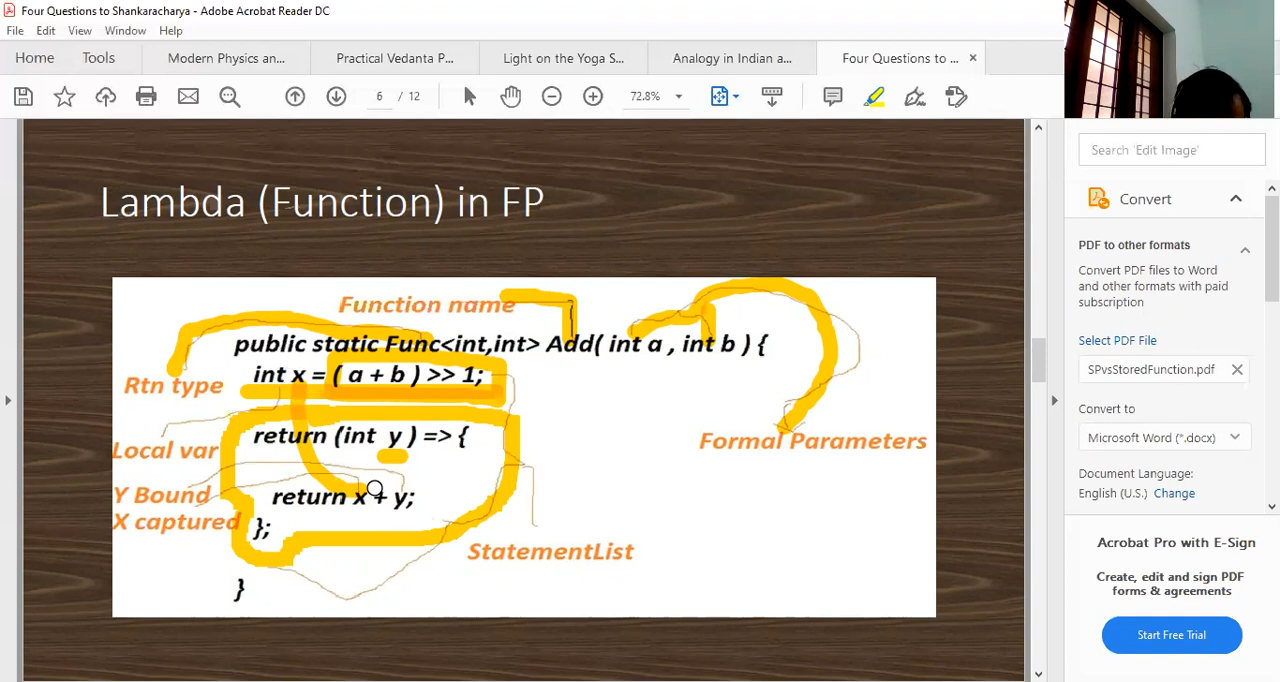 Four Questions to Shankaracharya - Adobe Acrobat Reader DC
File Edit View Window Help
Home Tools Modern Physics an... Practical Vedanta P... Light on the Yoga S... Analogy in Indian a... Four Questions to ...
6 / 12 72.8%
Search 'Edit Image'
Convert
PDF to other formats
Convert PDF files to Word
and other formats with paid
subscription
Select PDF File
SPvsStoredFunction.pdf
Convert to
Microsoft Word (*.docx)
Document Language:
English (U.S.) Change
Acrobat Pro with E-Sign
Create, edit and sign PDF
forms & agreements
Start Free Trial
Lambda (Function) in FP
Function name
public static Func<int,int> Add( int a , int b ) {
int x = ( a + b ) >> 1;
Rtn type
return (int y ) => {
Formal Parameters
Local var
Y Bound
return x + y;
X captured
};
StatementList
}